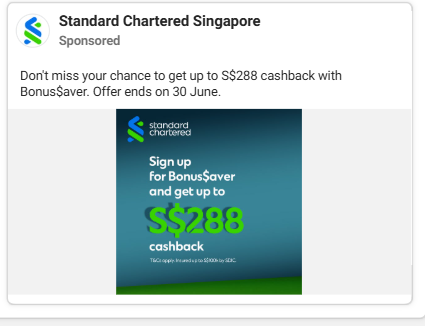 Standard Chartered Singapore
Sponsored
Don't miss your chance to get up to S$288 cashback with
Bonus$aver. Offer ends on 30 June.
standard
chartered
Sign up
for Bonus$aver
and get up to
S$288
cashback
T&Cs apply. Insured up to S$100k by SDIC.